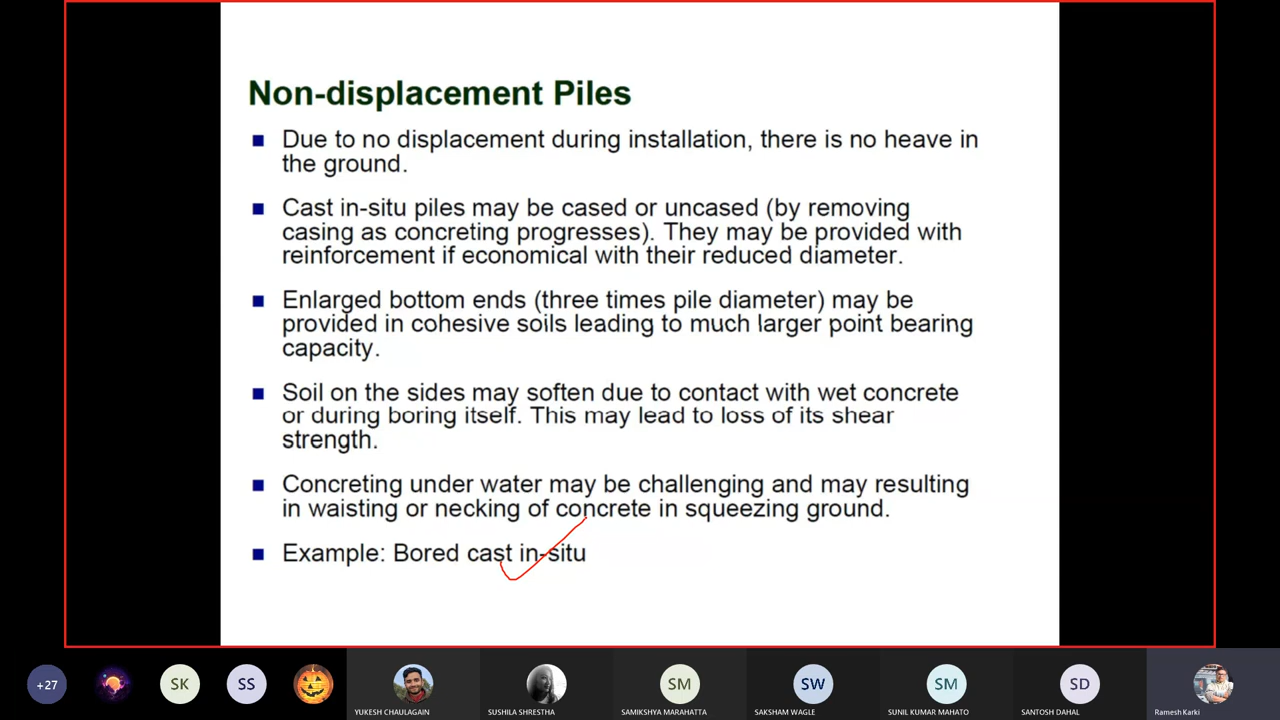 Non-displacement Piles
Due to no displacement during installation, there is no heave in
the ground.
Cast in-situ piles may be cased or uncased (by removing
casing as concreting progresses). They may be provided with
reinforcement if economical with their reduced diameter.
Enlarged bottom ends (three times pile diameter) may be
provided in cohesive soils leading to much larger point bearing
capacity.
Soil on the sides may soften due to contact with wet concrete
or during boring itself. This may lead to loss of its shear
strength.
Concreting under water may be challenging and may resulting
in waisting or necking of concrete in squeezing ground.
Example: Bored cast in-situ
+27
SK
SS
YUKESH CHAULAGAIN
SUSHILA SHRESTHA
SM
SAMIKSHYA MARAHATTA
SW
SAKSHAM WAGLE
SM
SUNIL KUMAR MAHATO
SD
SANTOSH DAHAL
Ramesh Karki